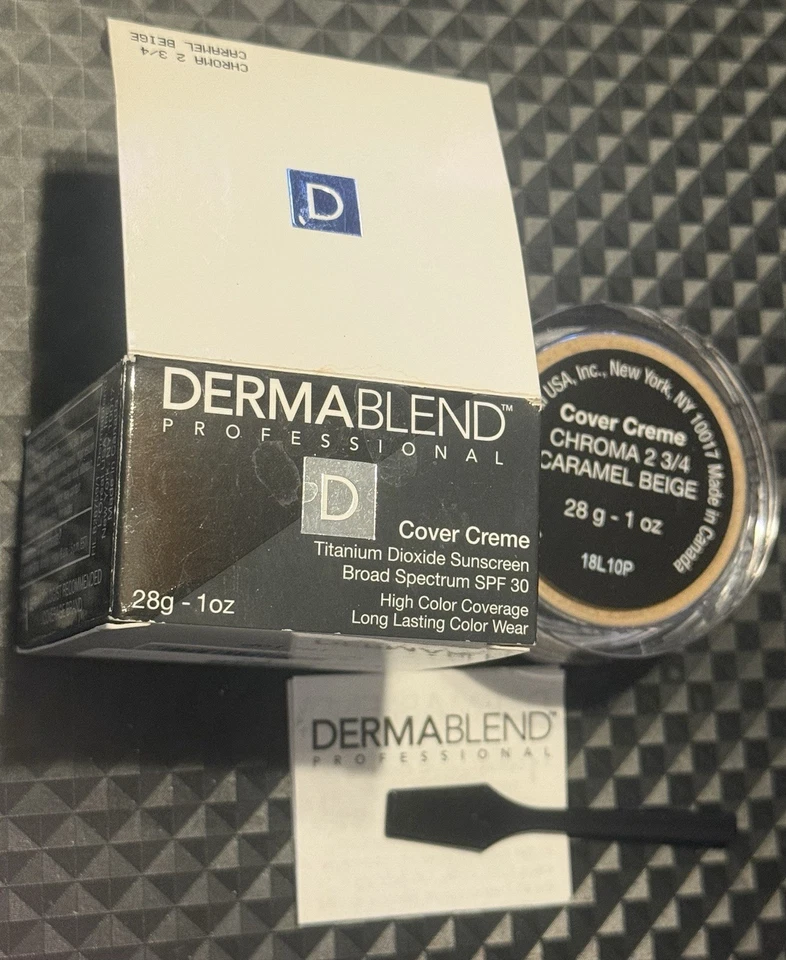 CHROMA 2 3/4
CARAMEL BEIGE
D
DERMABLEND™
PROFESSIONAL
D
Cover Creme
Titanium Dioxide Sunscreen
Broad Spectrum SPF 30
High Color Coverage
Long Lasting Color Wear
28g - 1oz
USA, Inc., New York, NY 10017 Made in Canada
Cover Creme
CHROMA 2 3/4
CARAMEL BEIGE
28 g - 1 oz
18L10P
RECOMMENDED
DERMABLEND™
PROFESSIONAL